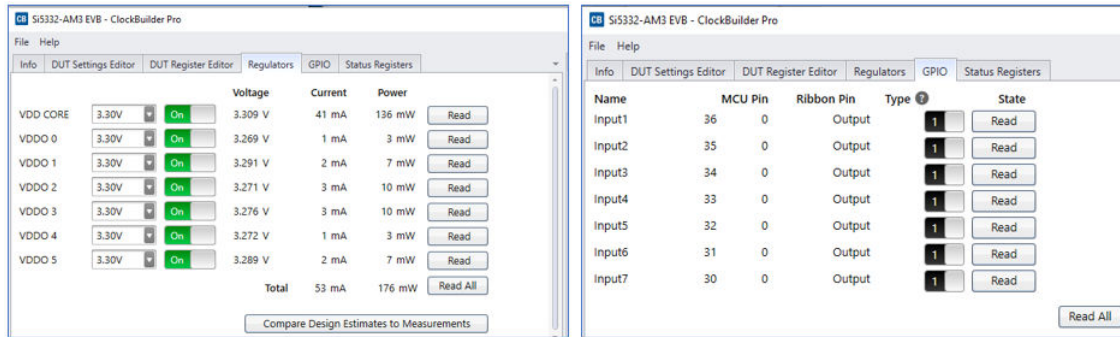 CB Si5332-AM3 EVB - ClockBuilder Pro
File Help
Info DUT Settings Editor DUT Register Editor Regulators GPIO Status Registers
Voltage Current Power
VDD CORE 3.30V On 3.309 V 41 mA 136 mW Read
VDDO 0 3.30V On 3.269 V 1 mA 3 mW Read
VDDO 1 3.30V On 3.291 V 2 mA 7 mW Read
VDDO 2 3.30V On 3.271 V 3 mA 10 mW Read
VDDO 3 3.30V On 3.276 V 3 mA 10 mW Read
VDDO 4 3.30V On 3.272 V 1 mA 3 mW Read
VDDO 5 3.30V On 3.289 V 2 mA 7 mW Read
Total 53 mA 176 mW Read All
Compare Design Estimates to Measurements
CB Si5332-AM3 EVB - ClockBuilder Pro
File Help
Info DUT Settings Editor DUT Register Editor Regulators GPIO Status Registers
Name MCU Pin Ribbon Pin Type ? State
Input1 36 0 Output 1 Read
Input2 35 0 Output 1 Read
Input3 34 0 Output 1 Read
Input4 33 0 Output 1 Read
Input5 32 0 Output 1 Read
Input6 31 0 Output 1 Read
Input7 30 0 Output 1 Read
Read All